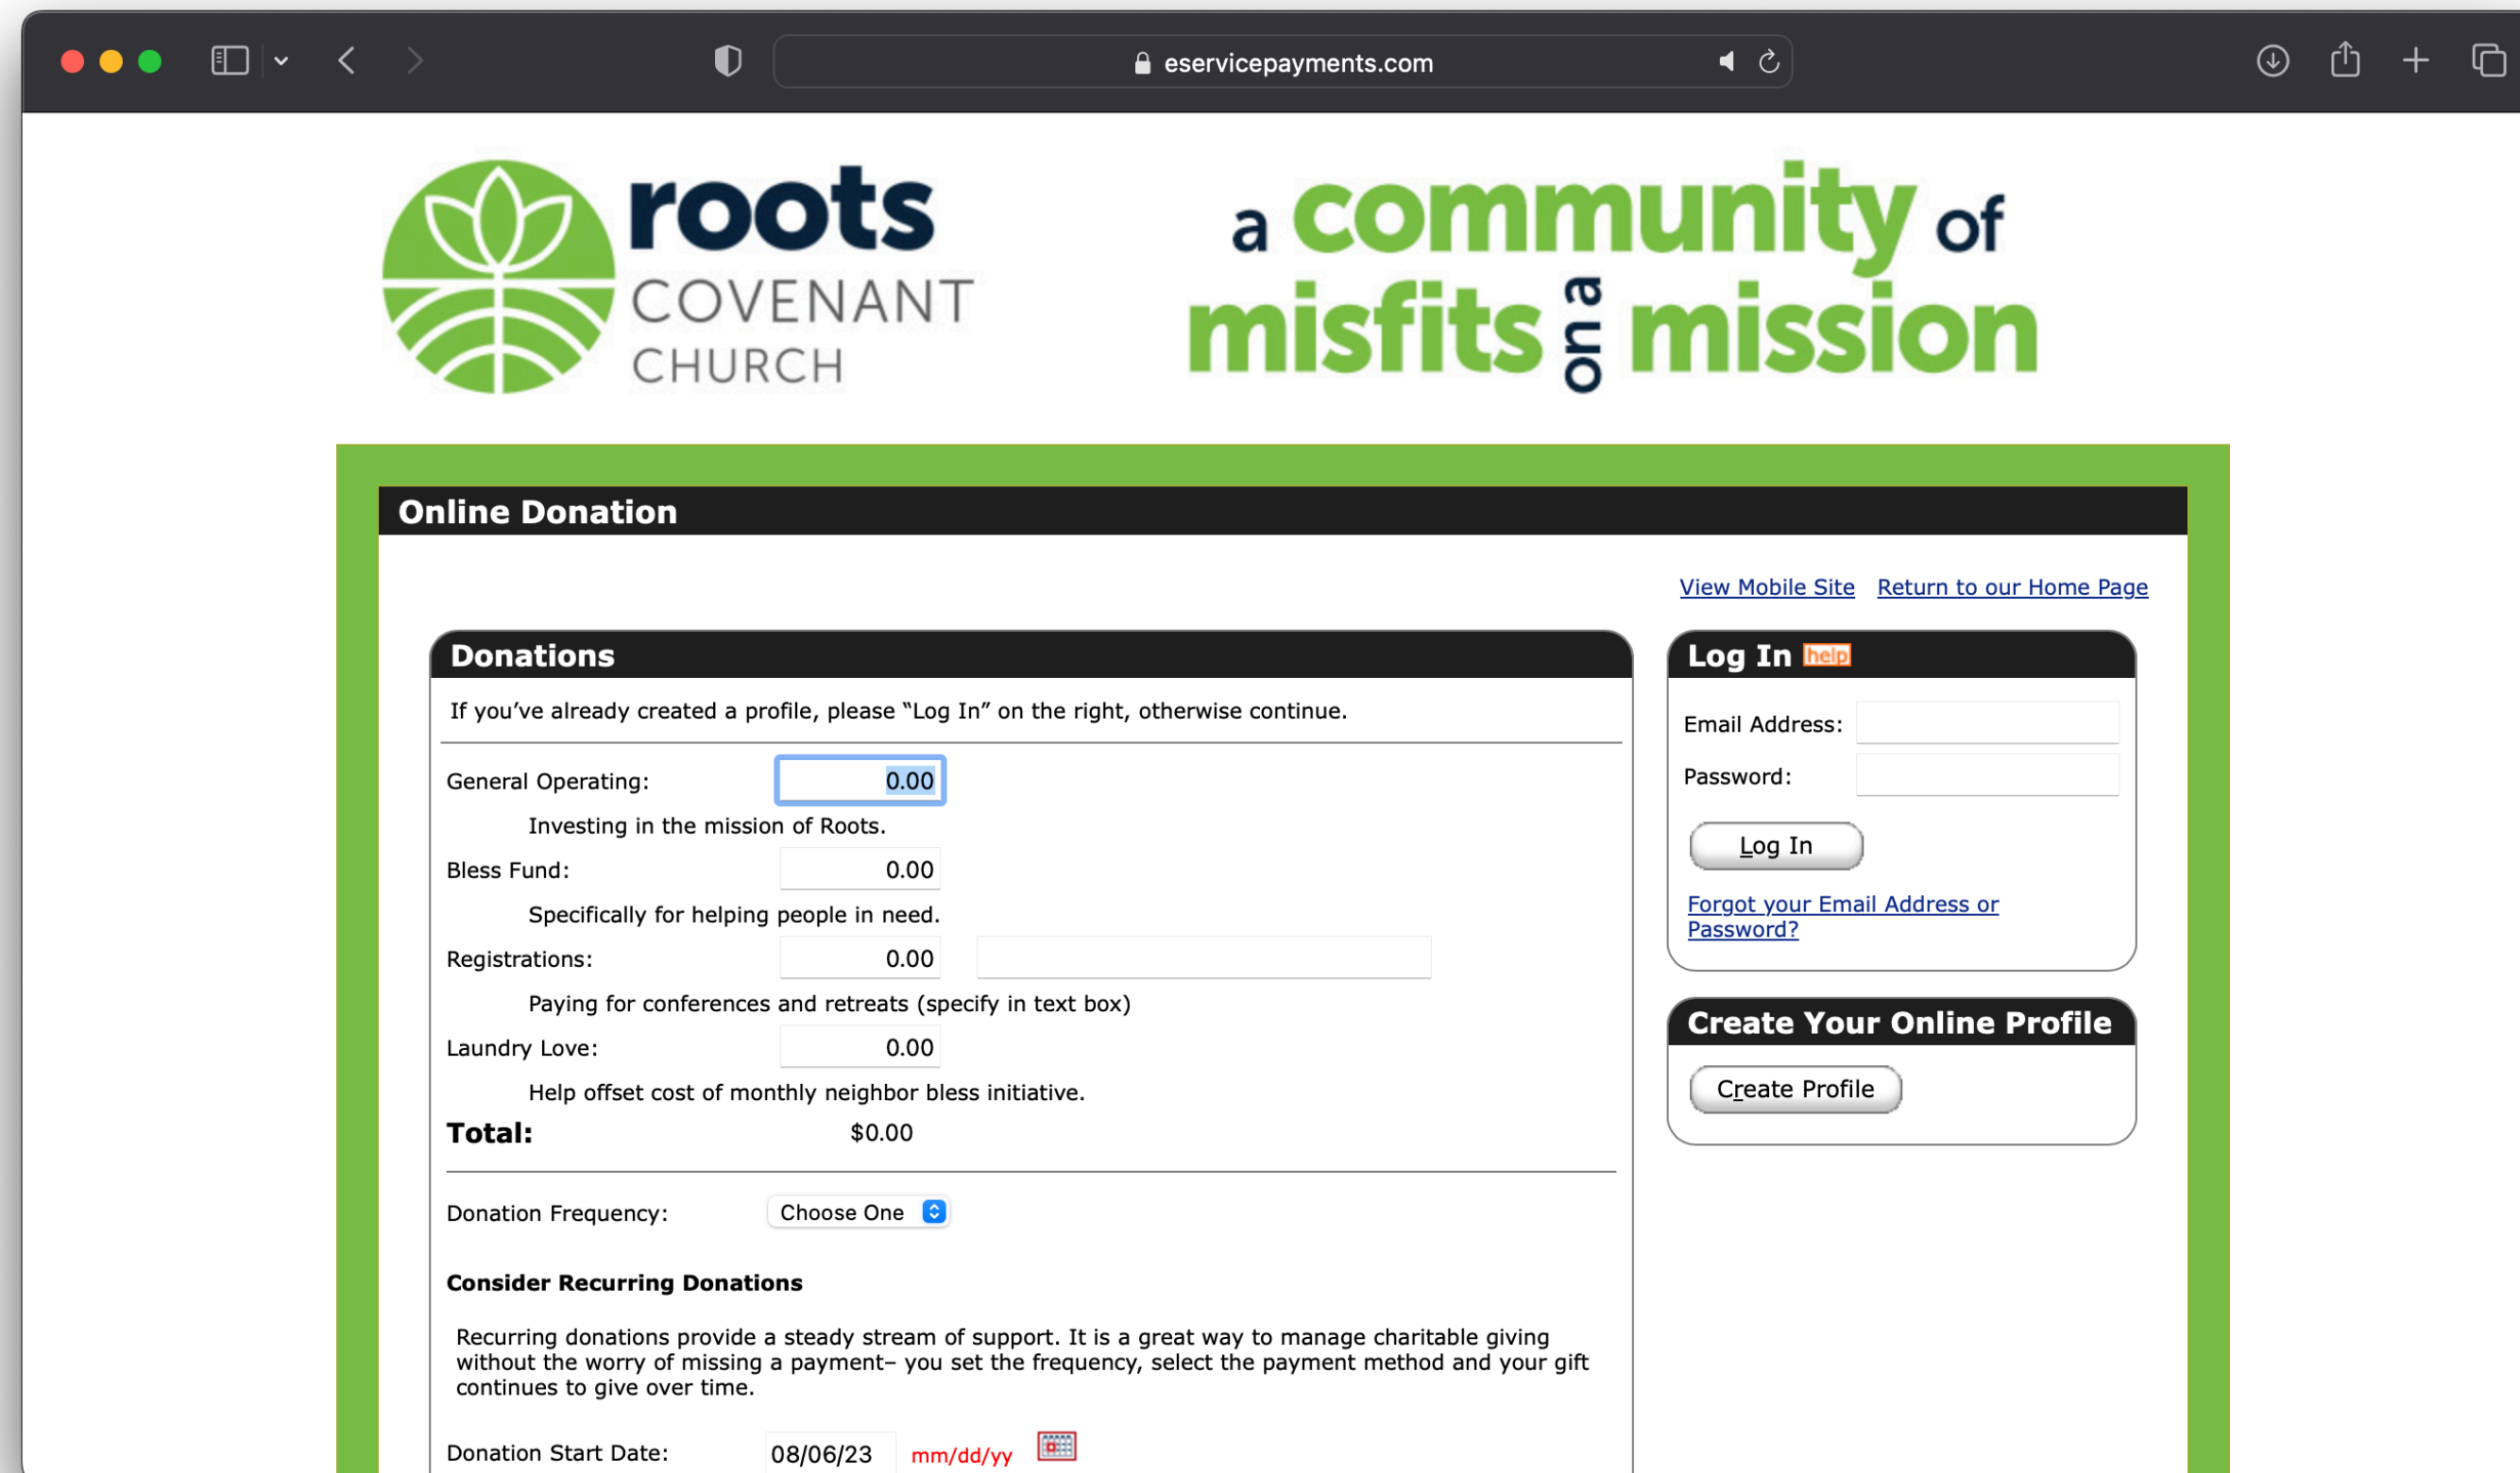 eservicepayments.com
roots
COVENANT
CHURCH
a community of
misfits on a mission
Online Donation
View Mobile Site Return to our Home Page
Donations
If you’ve already created a profile, please “Log In” on the right, otherwise continue.
General Operating: 0.00
Investing in the mission of Roots.
Bless Fund: 0.00
Specifically for helping people in need.
Registrations: 0.00
Paying for conferences and retreats (specify in text box)
Laundry Love: 0.00
Help offset cost of monthly neighbor bless initiative.
Total: $0.00
Donation Frequency: Choose One
Consider Recurring Donations
Recurring donations provide a steady stream of support. It is a great way to manage charitable giving
without the worry of missing a payment– you set the frequency, select the payment method and your gift
continues to give over time.
Donation Start Date: 08/06/23 mm/dd/yy
Log In help
Email Address:
Password:
Log In
Forgot your Email Address or
Password?
Create Your Online Profile
Create Profile